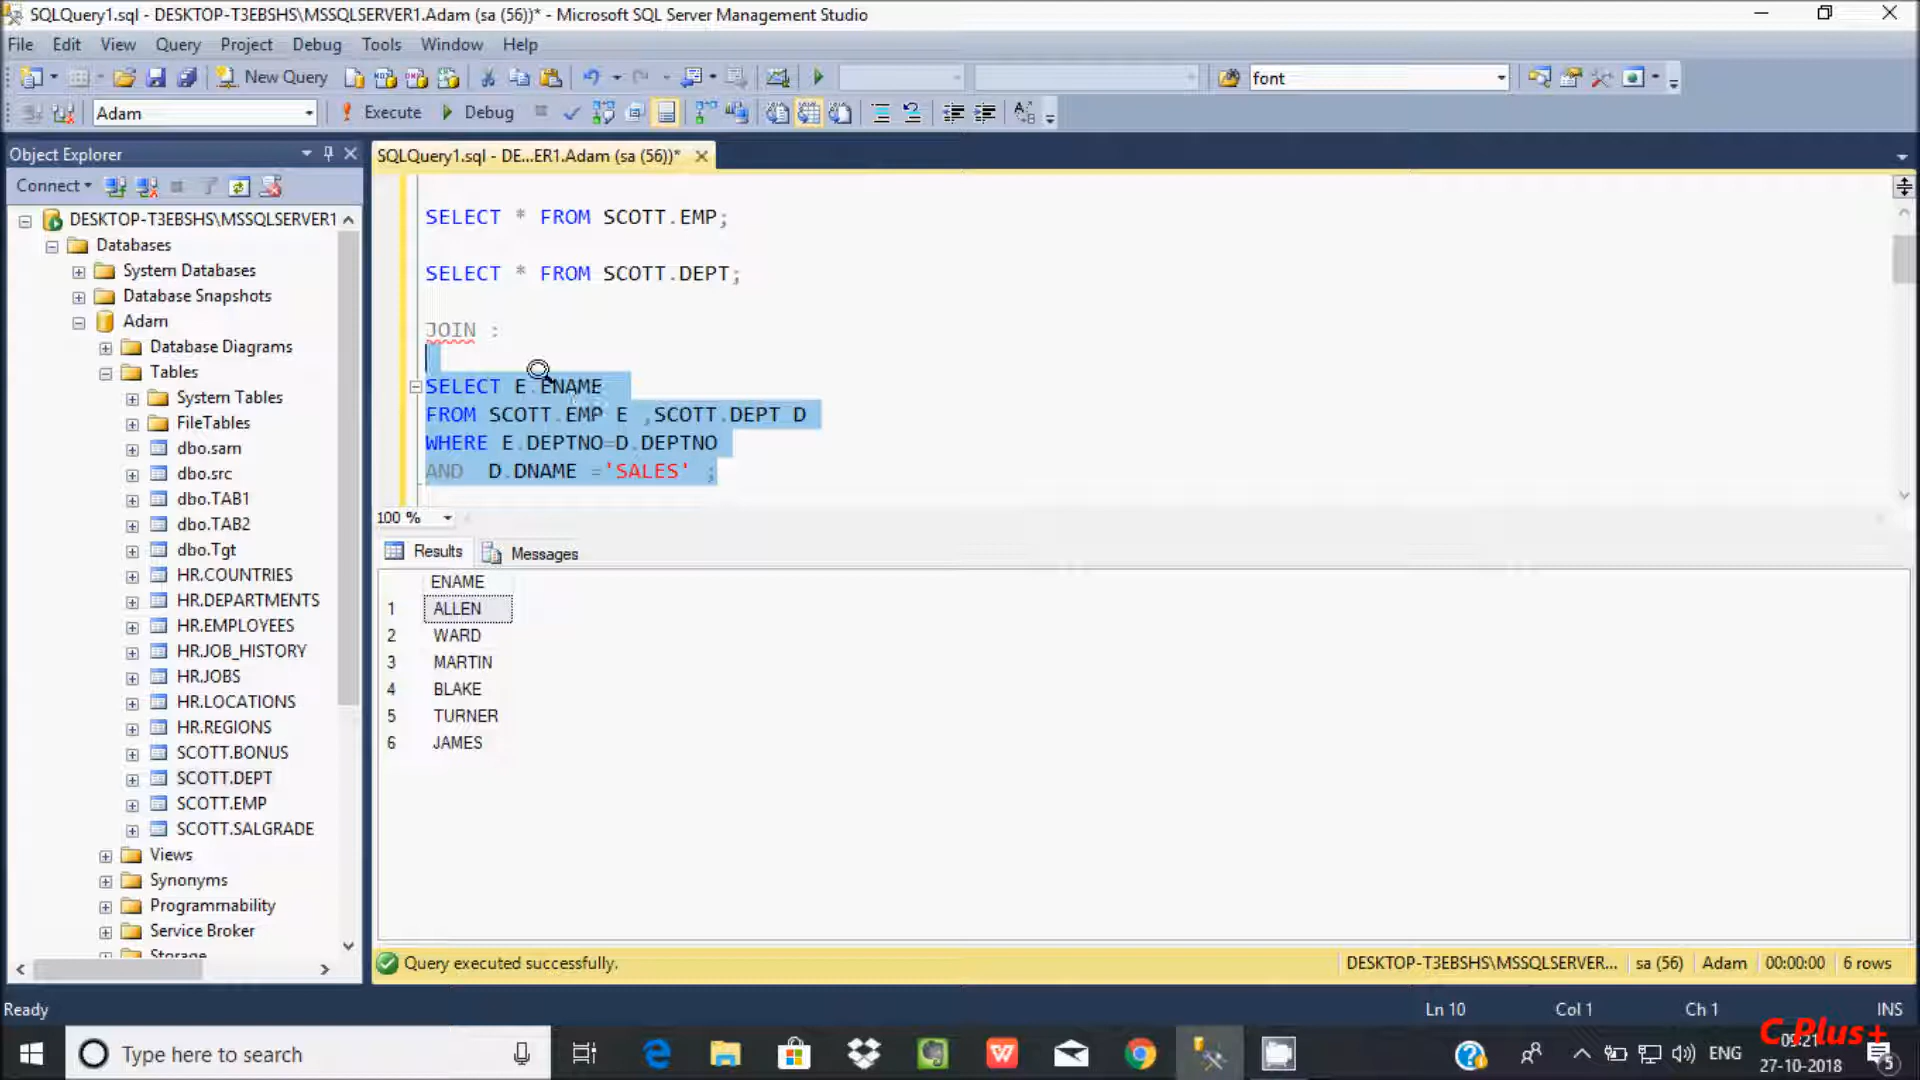 SQLQuery1.sql - DESKTOP-T3EBSHS\MSSQLSERVER1.Adam (sa (56))* - Microsoft SQL Server Management Studio
File Edit View Query Project Debug Tools Window Help
New Query font
Adam Execute Debug
Object Explorer
SQLQuery1.sql - DE...ER1.Adam (sa (56))*
Connect
DESKTOP-T3EBSHS\MSSQLSERVER1
Databases
System Databases
Database Snapshots
Adam
Database Diagrams
Tables
System Tables
FileTables
dbo.sam
dbo.src
dbo.TAB1
dbo.TAB2
dbo.Tgt
HR.COUNTRIES
HR.DEPARTMENTS
HR.EMPLOYEES
HR.JOB_HISTORY
HR.JOBS
HR.LOCATIONS
HR.REGIONS
SCOTT.BONUS
SCOTT.DEPT
SCOTT.EMP
SCOTT.SALGRADE
Views
Synonyms
Programmability
Service Broker
Storage
SELECT * FROM SCOTT.EMP;
SELECT * FROM SCOTT.DEPT;
JOIN :
SELECT E.ENAME
FROM SCOTT.EMP E ,SCOTT.DEPT D
WHERE E.DEPTNO=D.DEPTNO
AND D.DNAME ='SALES' ;
100 %
Results Messages
ENAME
1 ALLEN
2 WARD
3 MARTIN
4 BLAKE
5 TURNER
6 JAMES
Query executed successfully. DESKTOP-T3EBSHS\MSSQLSERVER... sa (56) Adam 00:00:00 6 rows
Ready Ln 10 Col 1 Ch 1 INS
C Plus+
Type here to search ENG 09:21
27-10-2018 5